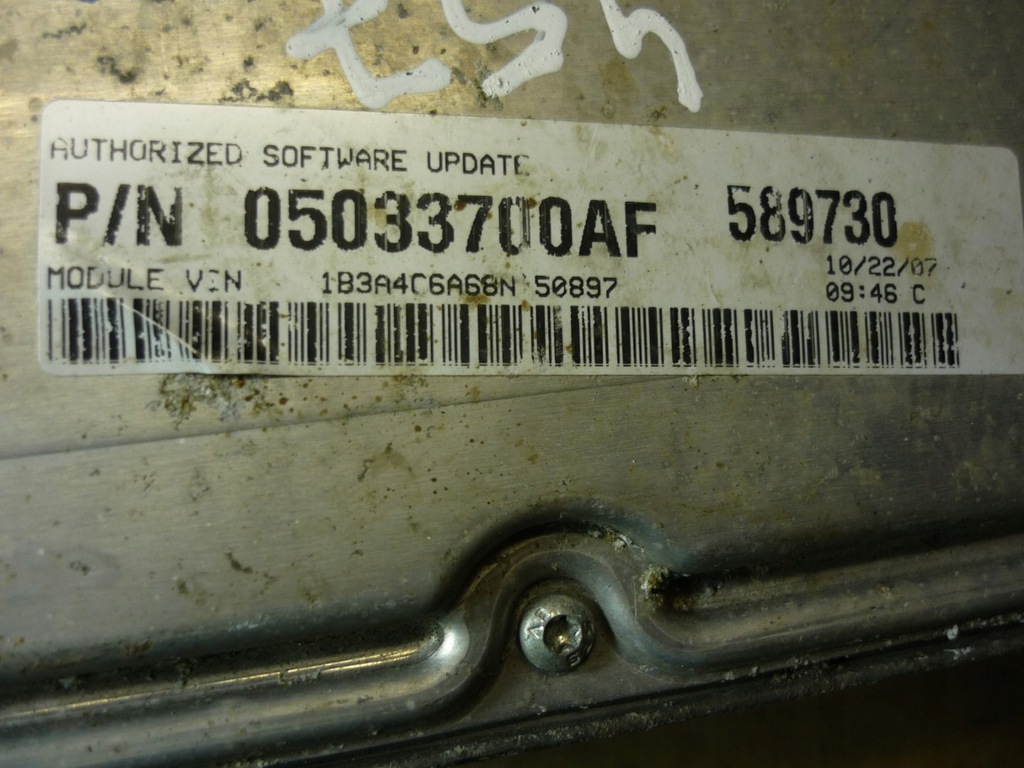 AUTHORIZED SOFTWARE UPDATE
P/N 05033700AF 589730
MODULE VIN 1B3A4C6A68N 50897
10/22/07
09:46 C